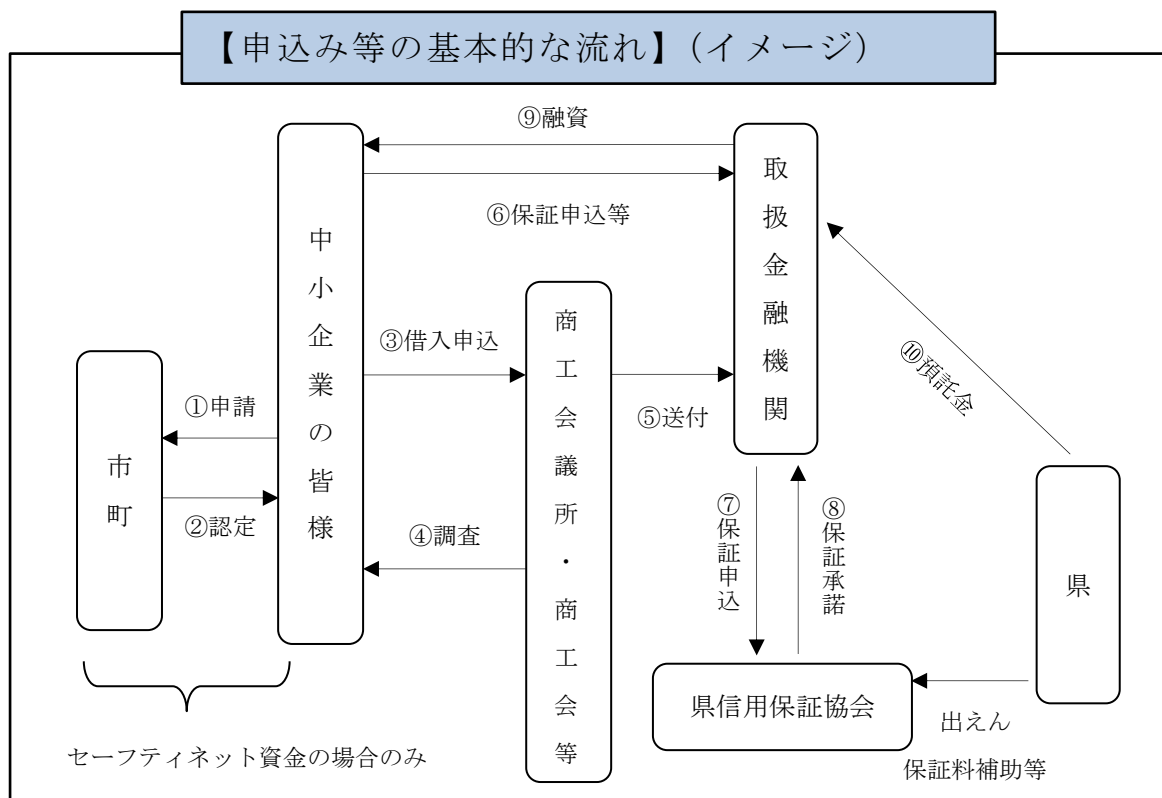 【申込み等の基本的な流れ】(イメージ)
⑨融資
⑥保証申込等
中小企業の皆様
取扱金融機関
③借入申込
商工会議所・商工会等
⑤送付
⑩預託金
①申請
市町
②認定
④調査
⑦保証申込
⑧保証承諾
県
県信用保証協会
出えん
保証料補助等
セーフティネット資金の場合のみ